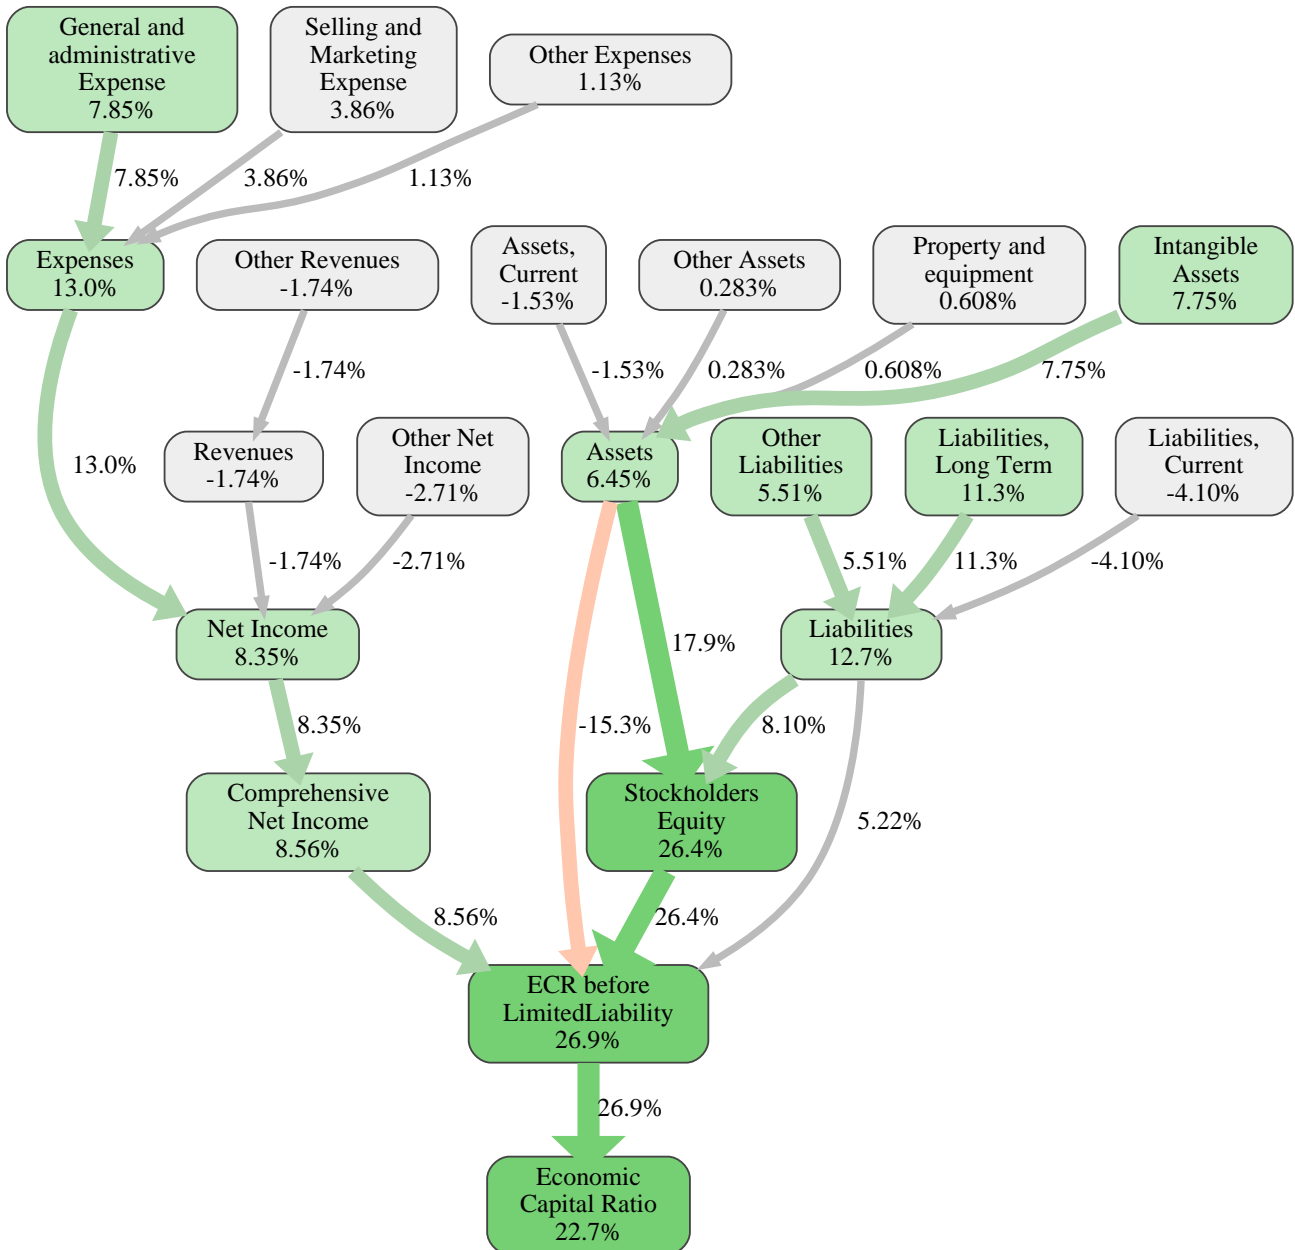 General and
administrative
Expense
7.85%
Selling and
Marketing
Expense
3.86%
Other Expenses
1.13%
7.85%
3.86%
1.13%
Expenses
13.0%
Other Revenues
-1.74%
Assets,
Current
-1.53%
Other Assets
0.283%
Property and
equipment
0.608%
Intangible
Assets
7.75%
-1.74%
-1.53%
0.283%
0.608%
7.75%
13.0%
Revenues
-1.74%
Other Net
Income
-2.71%
Assets
6.45%
Other
Liabilities
5.51%
Liabilities,
Long Term
11.3%
Liabilities,
Current
-4.10%
-1.74%
-2.71%
5.51%
11.3%
-4.10%
Net Income
8.35%
17.9%
Liabilities
12.7%
8.35%
-15.3%
8.10%
Comprehensive
Net Income
8.56%
Stockholders
Equity
26.4%
5.22%
8.56%
26.4%
ECR before
LimitedLiability
26.9%
26.9%
Economic
Capital Ratio
22.7%